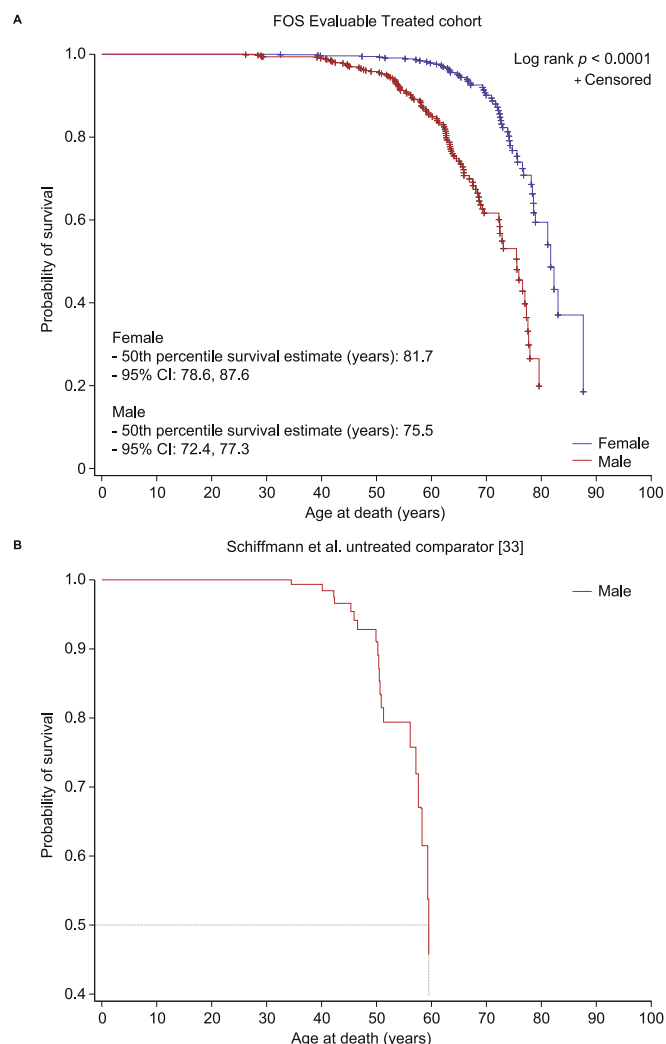 A
FOS Evaluable Treated cohort
Log rank p < 0.0001
+ Censored
1.0
0.8
0.6
0.4
0.2
0
Probability of survival
Female
- 50th percentile survival estimate (years): 81.7
- 95% CI: 78.6, 87.6
Male
- 50th percentile survival estimate (years): 75.5
- 95% CI: 72.4, 77.3
Female
Male
0 10 20 30 40 50 60 70 80 90 100
Age at death (years)
B
Schiffmann et al. untreated comparator [33]
Male
1.0
0.9
0.8
0.7
0.6
0.5
0.4
Probability of survival
0 10 20 30 40 50 60 70 80 90 100
Age at death (years)